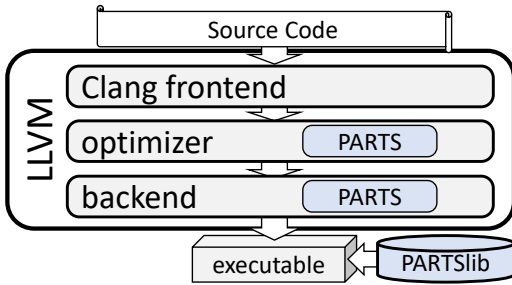 Source Code
LLVM
Clang frontend
optimizer
PARTS
backend
PARTS
executable
PARTSlib